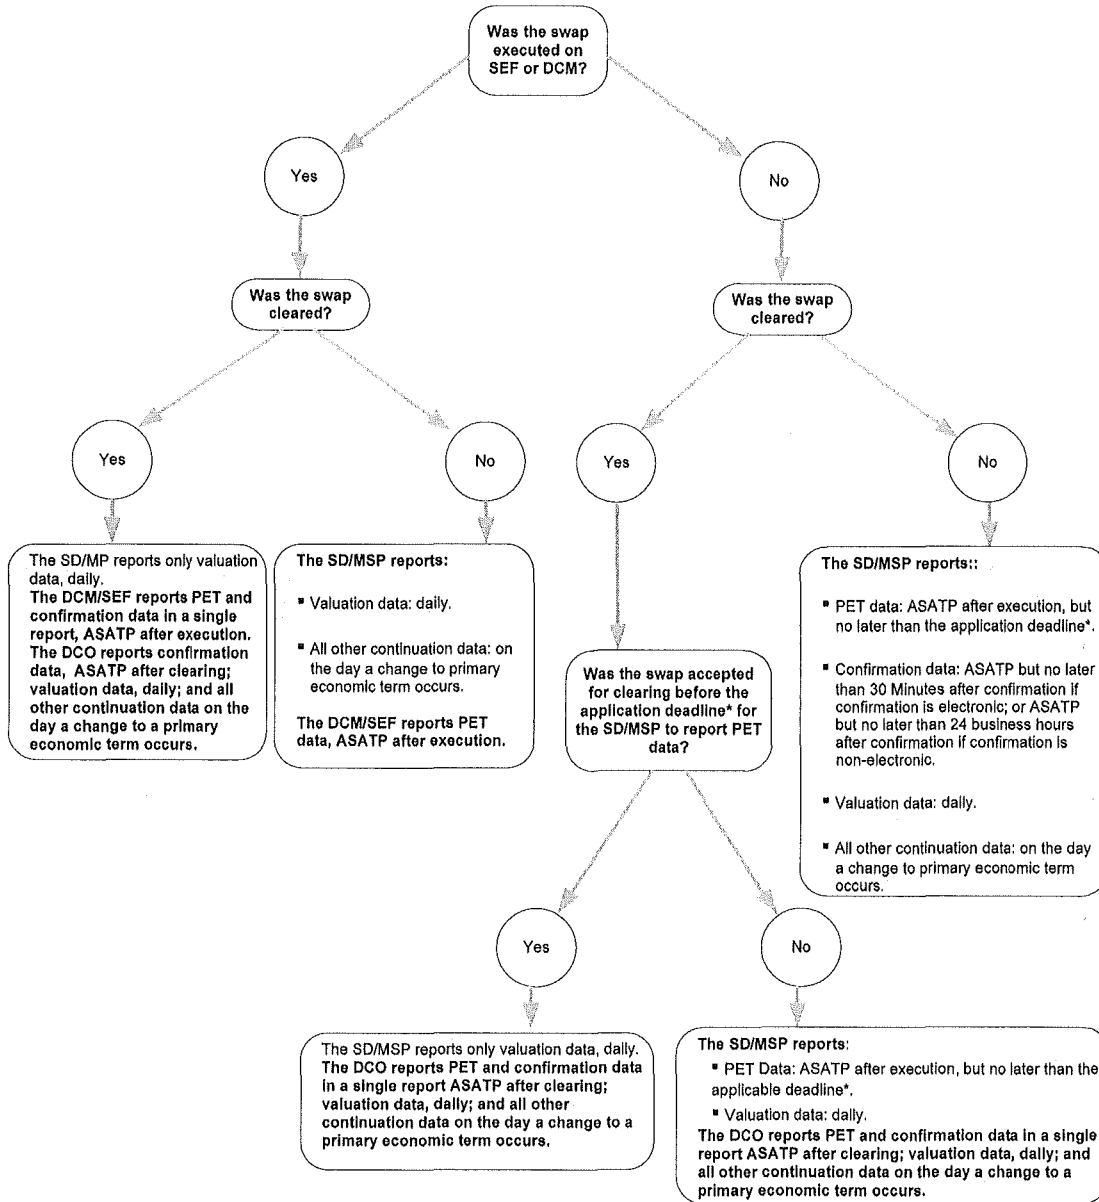 Was the swap
executed on
SEF or DCM?
Yes
No
Was the swap
cleared?
Was the swap
cleared?
Yes
No
Yes
No
The SD/MP reports only valuation
data, daily.
The DCM/SEF reports PET and
confirmation data in a single
report, ASATP after execution.
The DCO reports confirmation
data, ASATP after clearing;
valuation data, daily; and all
other continuation data on the
day a change to a primary
economic term occurs.
The SD/MSP reports:
▪ Valuation data: daily.
▪ All other continuation data: on
the day a change to primary
economic term occurs.
The DCM/SEF reports PET
data, ASATP after execution.
Was the swap accepted
for clearing before the
application deadline* for
the SD/MSP to report PET
data?
The SD/MSP reports::
▪ PET data: ASATP after execution, but
no later than the application deadline*.
▪ Confirmation data: ASATP but no later
than 30 Minutes after confirmation if
confirmation is electronic; or ASATP
but no later than 24 business hours
after confirmation if confirmation is
non-electronic.
▪ Valuation data: daily.
▪ All other continuation data: on the day
a change to primary economic term
occurs.
Yes
No
The SD/MSP reports only valuation data, daily.
The DCO reports PET and confirmation data
in a single report ASATP after clearing;
valuation data, daily; and all other
continuation data on the day a change to a
primary economic term occurs.
The SD/MSP reports:
▪ PET Data: ASATP after execution, but no later than the
applicable deadline*.
▪ Valuation data: daily.
The DCO reports PET and confirmation data in a single
report ASATP after clearing; valuation data, daily; and
all other continuation data on the day a change to a
primary economic term occurs.